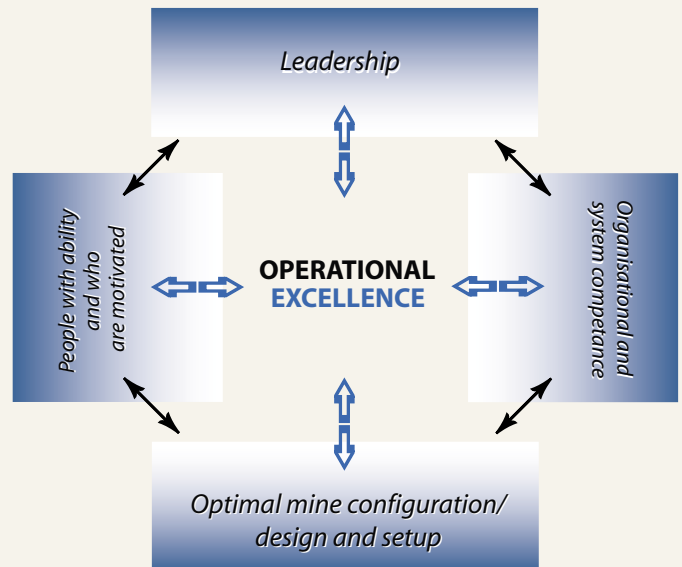 Leadership
People with ability
and who
are motivated
OPERATIONAL
EXCELLENCE
Organisational and
system competance
Optimal mine configuration/
design and setup